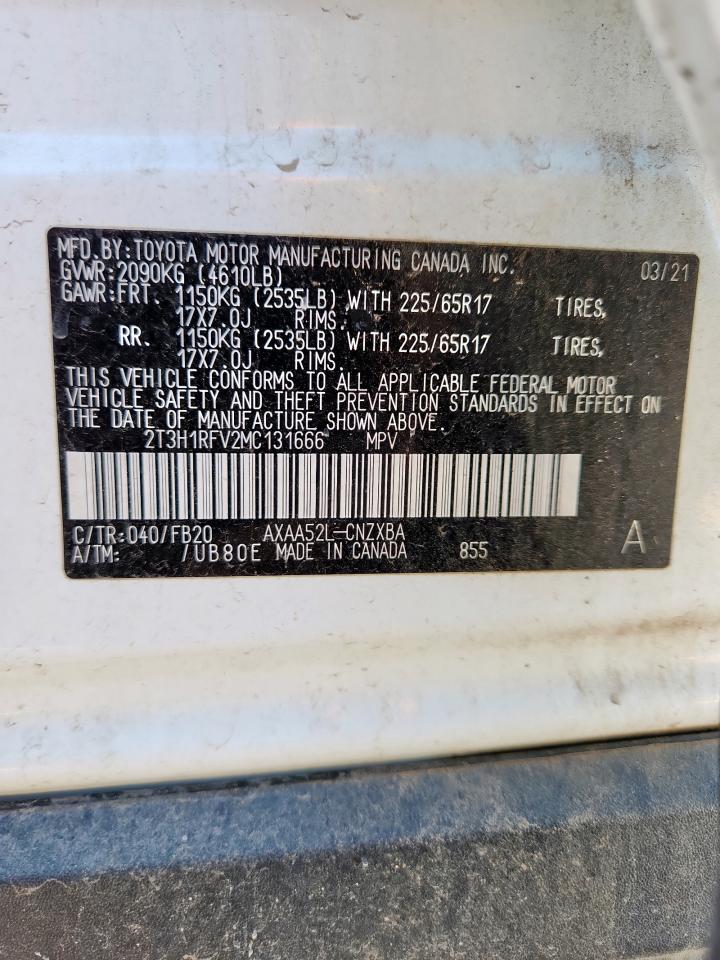 MFD.BY:TOYOTA MOTOR MANUFACTURING CANADA INC. 03/21
GVWR:2090KG (4610LB)
GAWR:FRT. 1150KG (2535LB) WITH 225/65R17 TIRES,
17X7.0J RIMS.
RR. 1150KG (2535LB) WITH 225/65R17 TIRES,
17X7.0J RIMS.
THIS VEHICLE CONFORMS TO ALL APPLICABLE FEDERAL MOTOR
VEHICLE SAFETY AND THEFT PREVENTION STANDARDS IN EFFECT ON
THE DATE OF MANUFACTURE SHOWN ABOVE.
2T3H1RFV2MC131666 MPV
C/TR:040/FB20 AXAA52L-CNZXBA
A/TM: /UB80E MADE IN CANADA 855 A